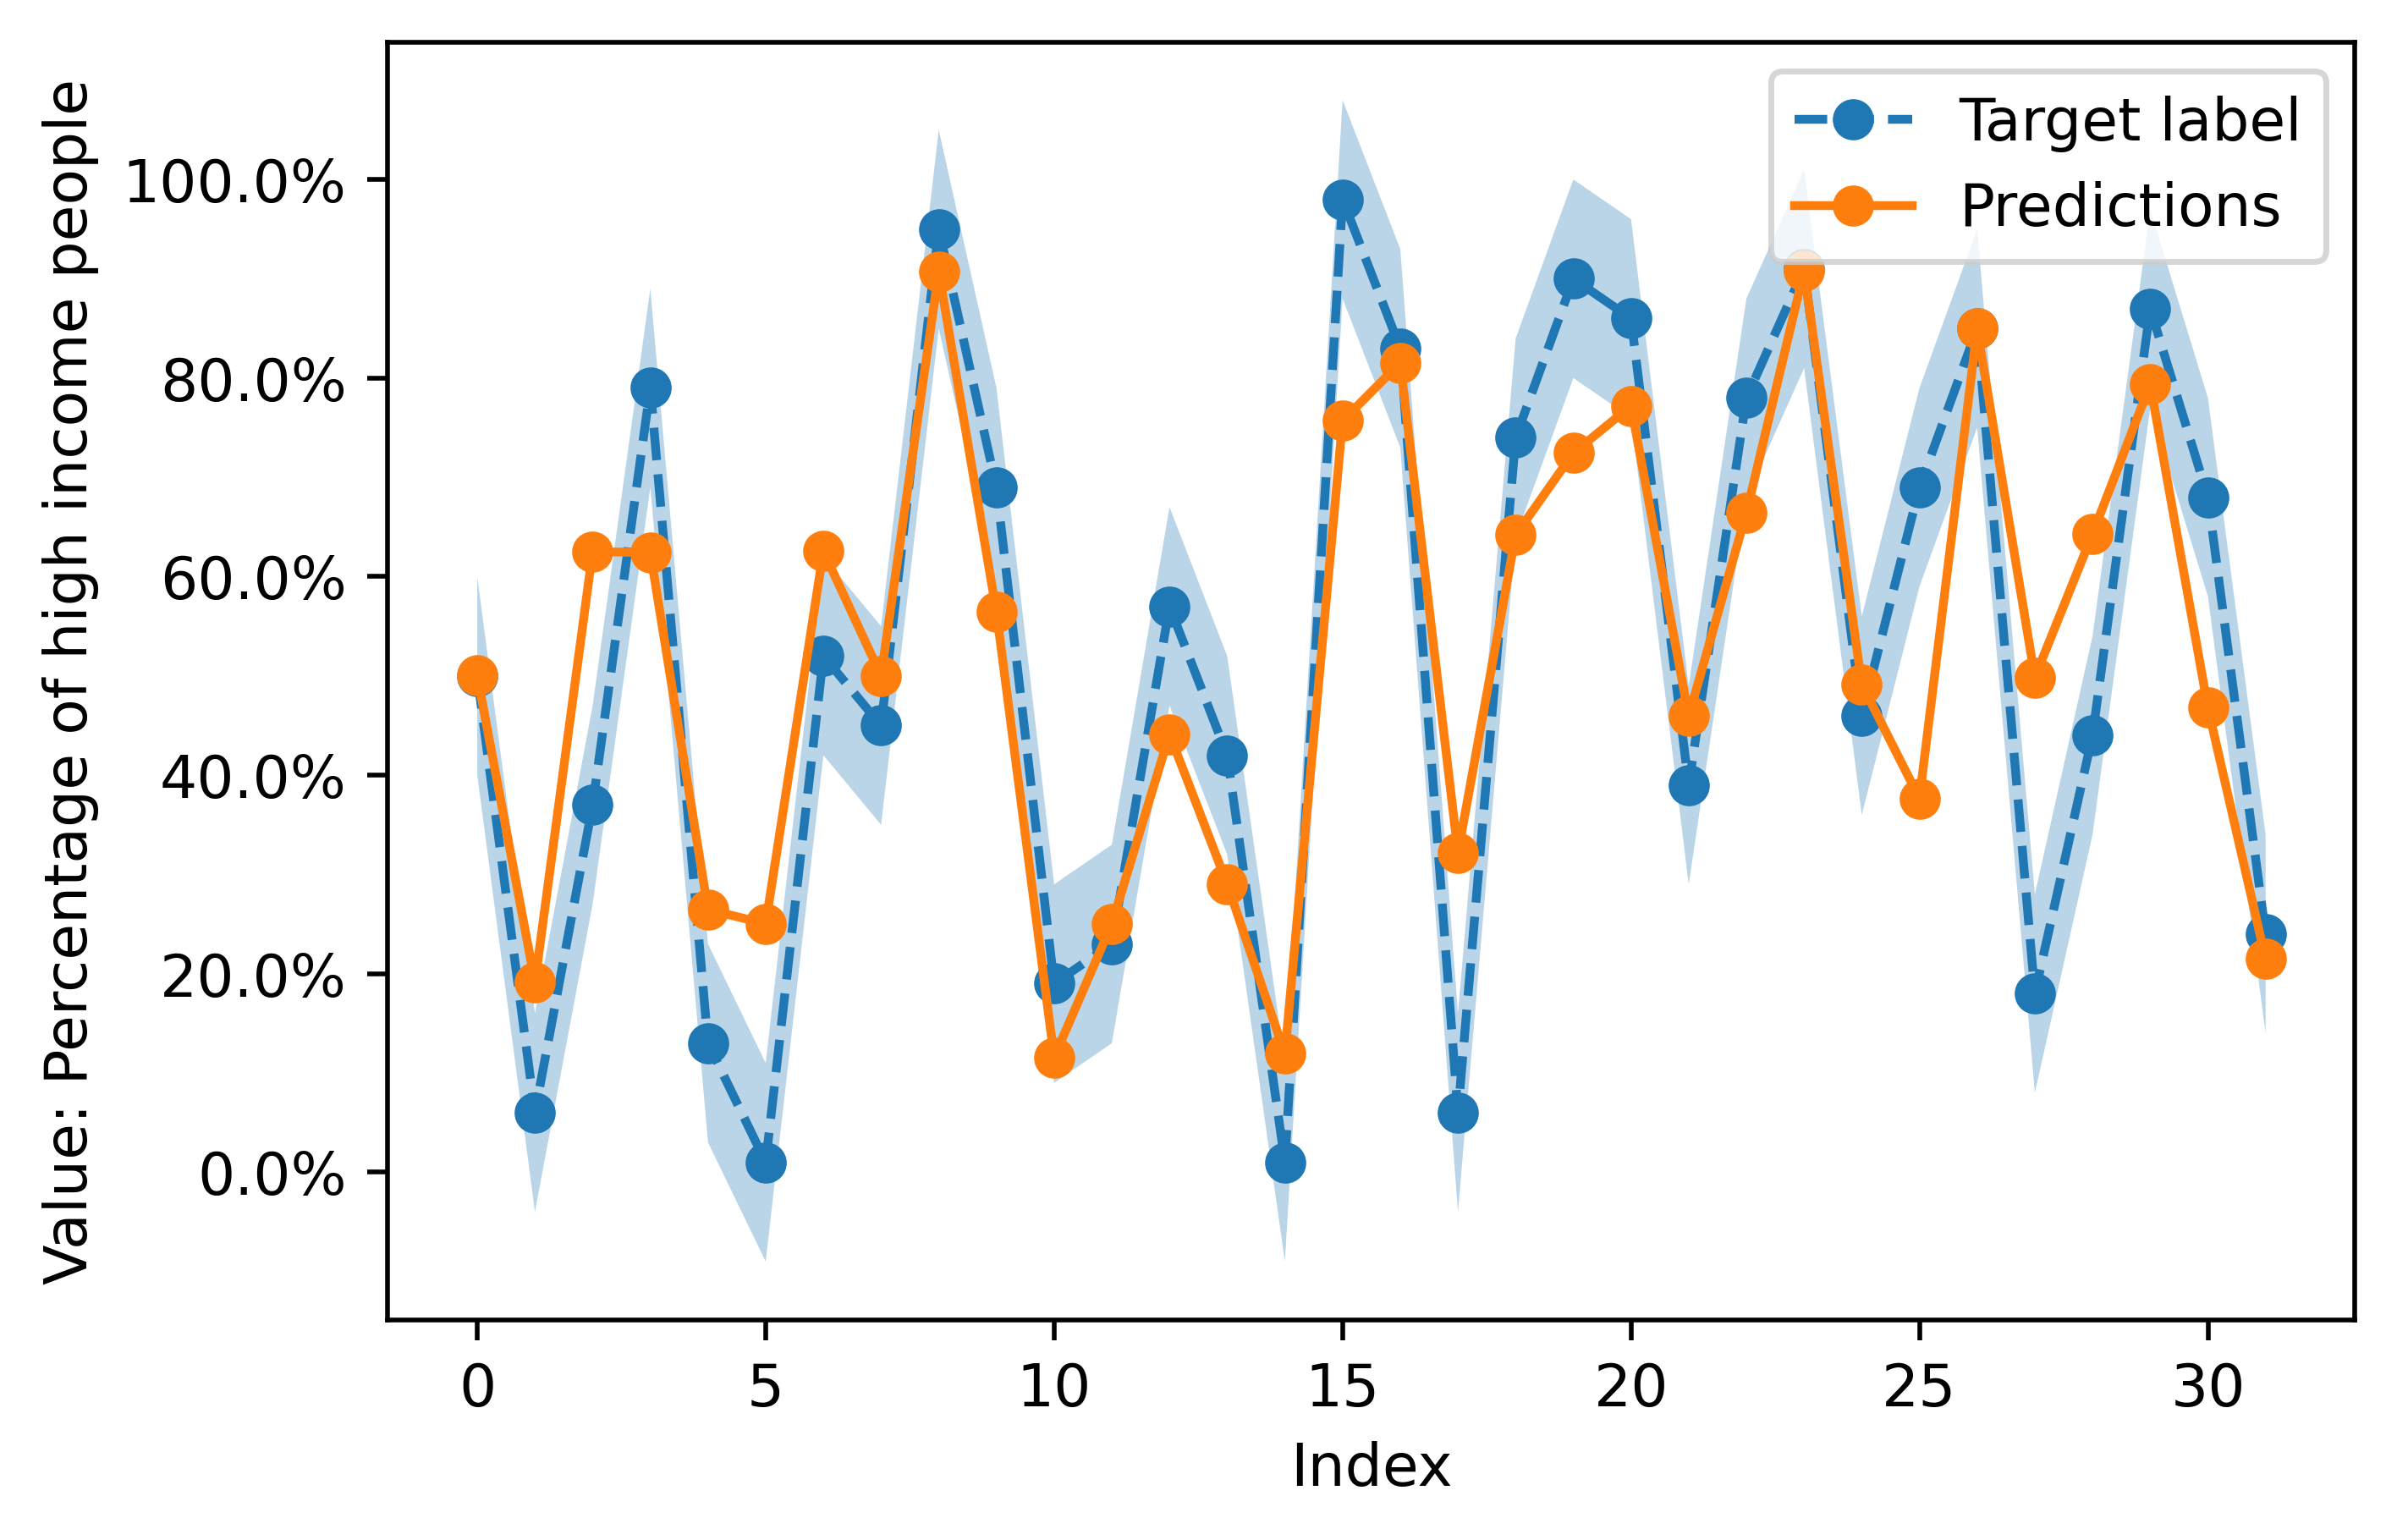 Value: Percentage of high income people
100.0%
80.0%
60.0%
40.0%
20.0%
0.0%
Target label
Predictions
0 5 10 15 20 25 30
Index